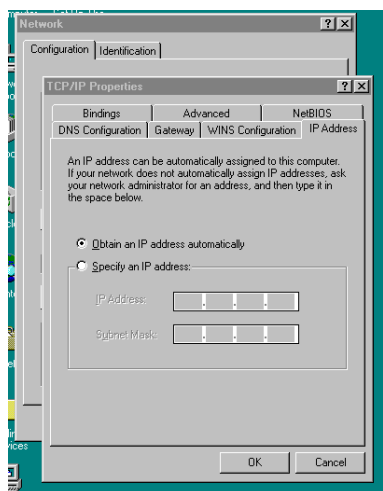 Network
Configuration
Identification
TCP/IP Properties
Bindings
Advanced
NetBIOS
DNS Configuration
Gateway
WINS Configuration
IP Address
An IP address can be automatically assigned to this computer.
If your network does not automatically assign IP addresses, ask
your network administrator for an address, and then type it in
the space below.
Obtain an IP address automatically
Specify an IP address:
IP Address:
Subnet Mask:
OK
Cancel